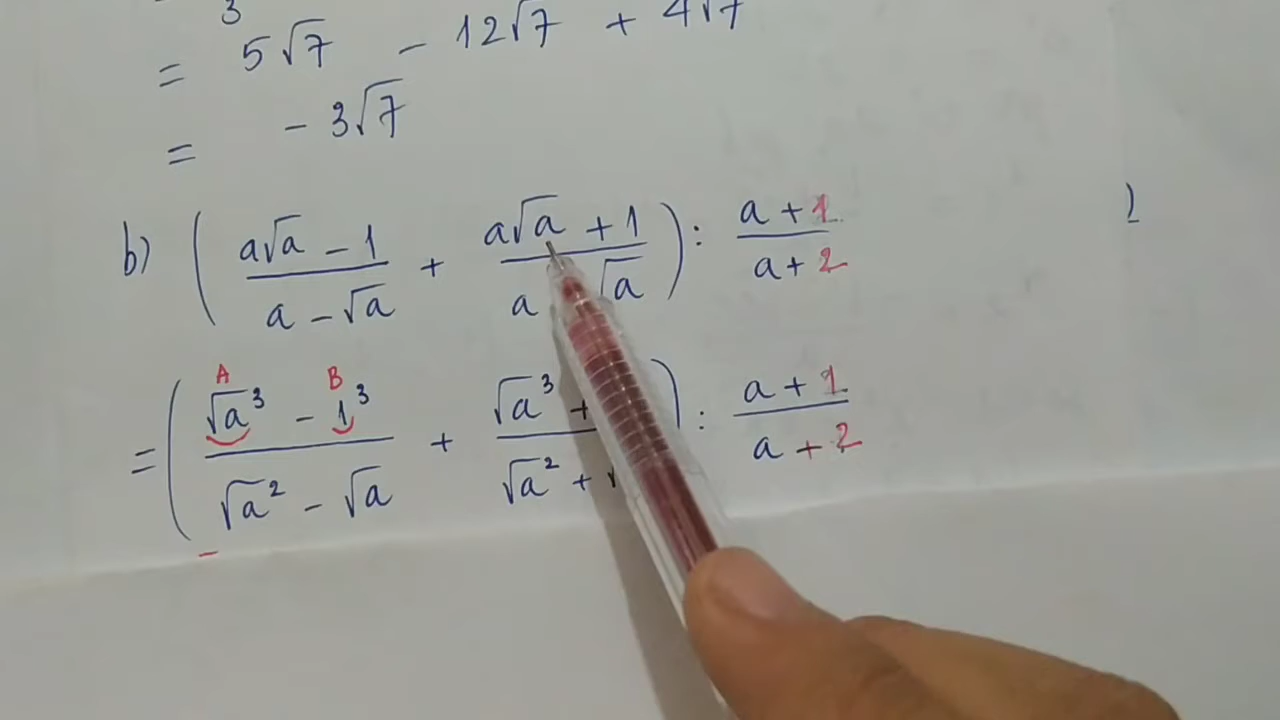 3
= 5√7 - 12√7 + 4√7
= - 3√7
b) ( (a√a - 1)/(a - √a) + (a√a + 1)/(a √a) ) : (a + 1)/(a + 2)
A B
= ( (√a³ - 1³)/(√a² - √a) + (√a³ +)/(√a² +) ) : (a + 1)/(a + 2)